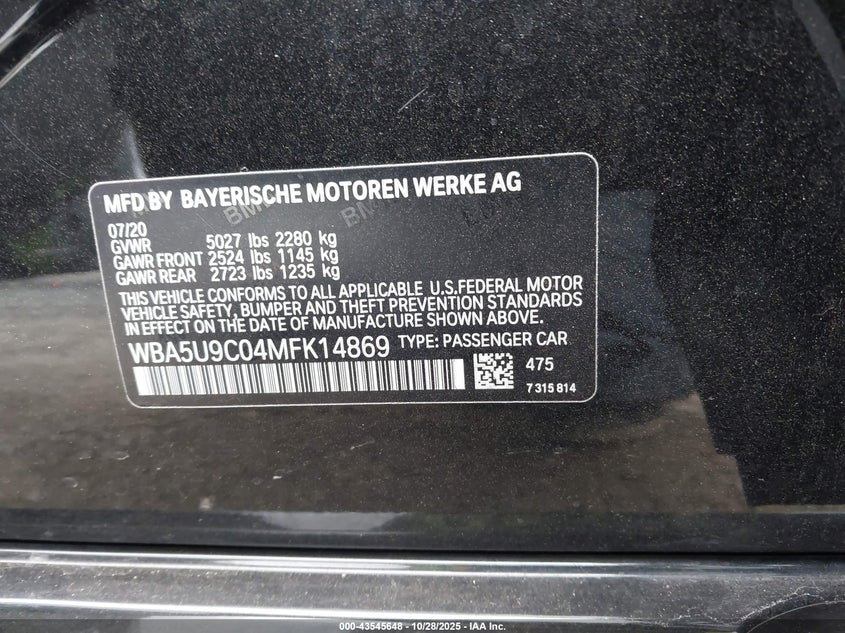 MFD BY BAYERISCHE MOTOREN WERKE AG
07/20
GVWR 5027 lbs 2280 kg
GAWR FRONT 2524 lbs 1145 kg
GAWR REAR 2723 lbs 1235 kg
THIS VEHICLE CONFORMS TO ALL APPLICABLE U.S.FEDERAL MOTOR
VEHICLE SAFETY, BUMPER AND THEFT PREVENTION STANDARDS
IN EFFECT ON THE DATE OF MANUFACTURE SHOWN ABOVE.
WBA5U9C04MFK14869 TYPE: PASSENGER CAR
475
7 315 814
000-43545648 - 10/28/2025 - IAA Inc.